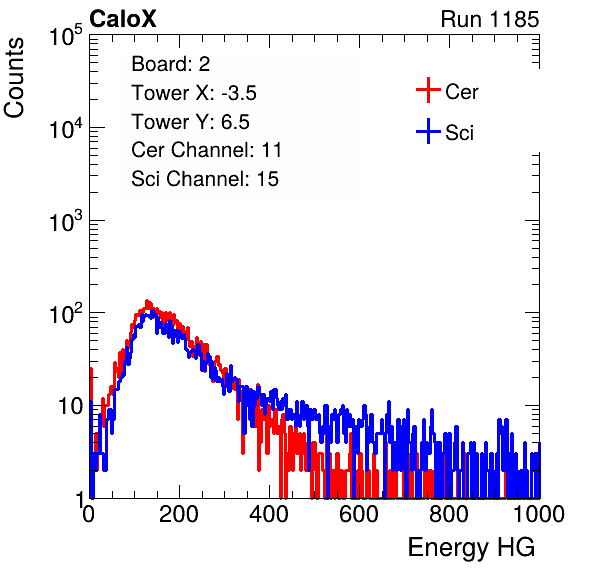 CaloX Run 1185
Counts
10^5
10^4
10^3
10^2
10
1
Board: 2
Tower X: -3.5
Tower Y: 6.5
Cer Channel: 11
Sci Channel: 15
Cer
Sci
0 200 400 600 800 1000
Energy HG